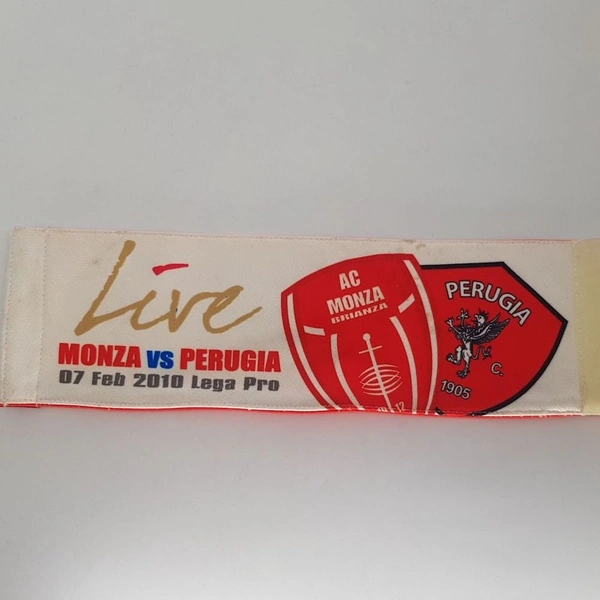 Live
MONZA VS PERUGIA
07 Feb 2010 Lega Pro
AC
MONZA
BRIANZA
PERUGIA
C.
1905